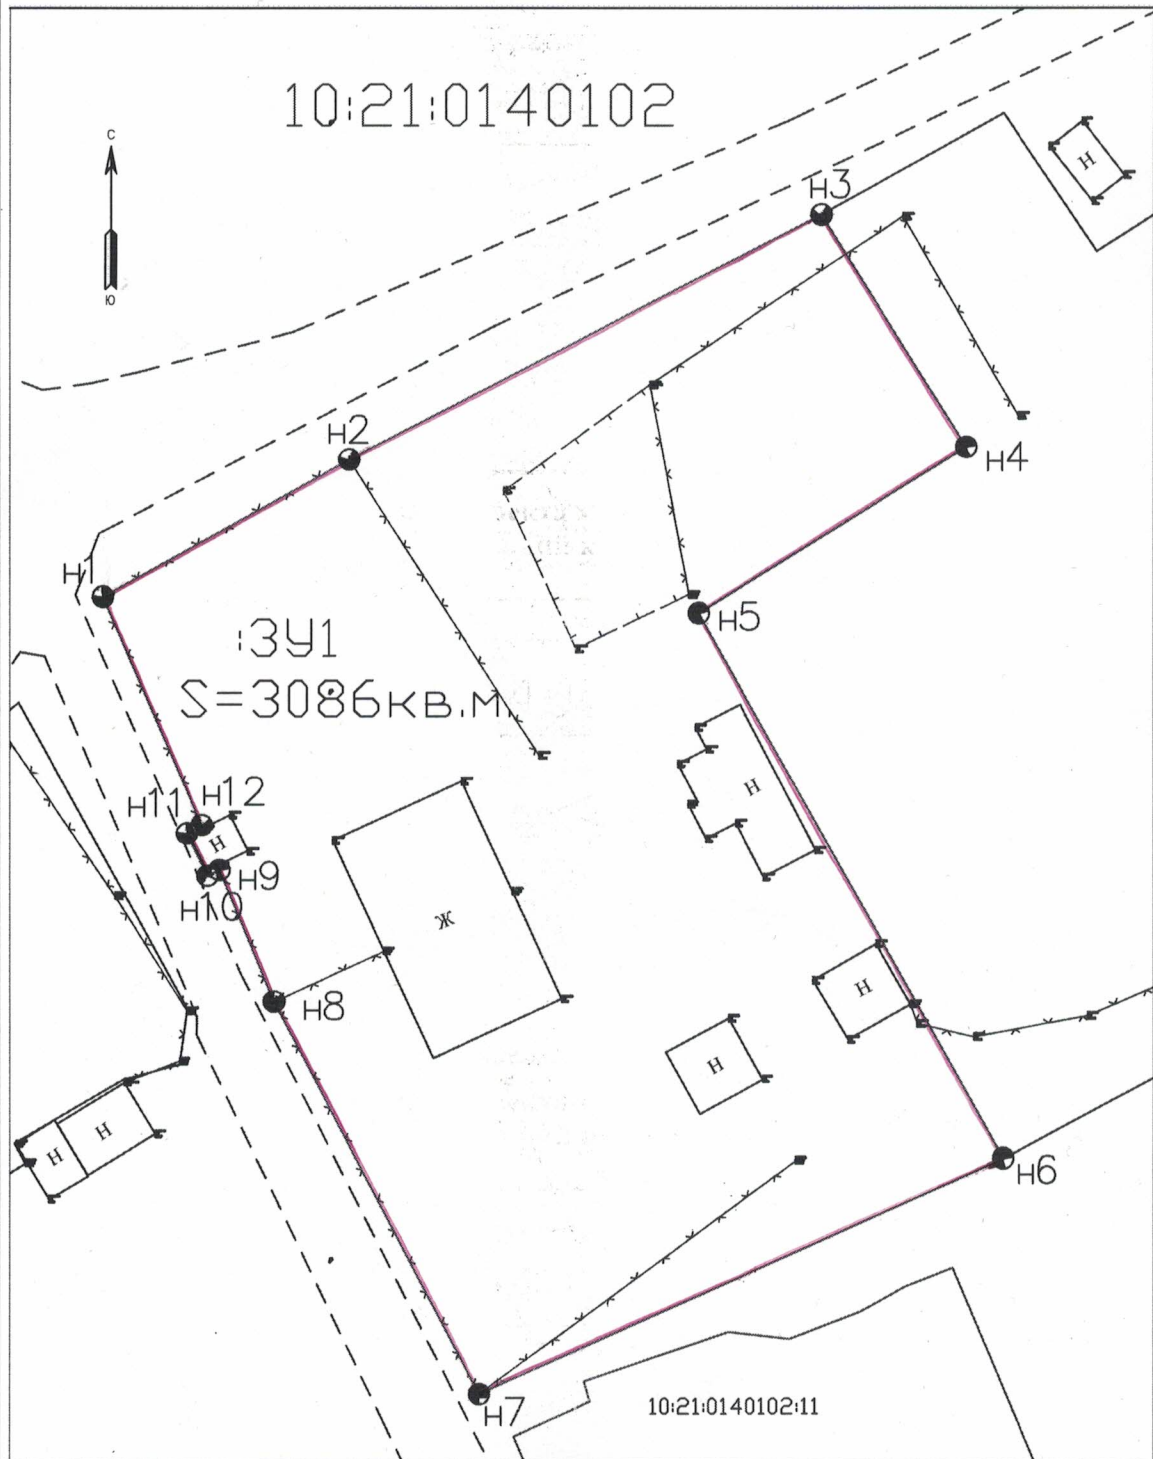 10:21:0140102
С
Ю
Н
н3
н2
н4
н1
н5
:ЗУ1
S=3086кв.м.
н11
н12
Н
н9
н10
Н
Ж
н8
Н
Н
Н
Н
н6
н7
10:21:0140102:11